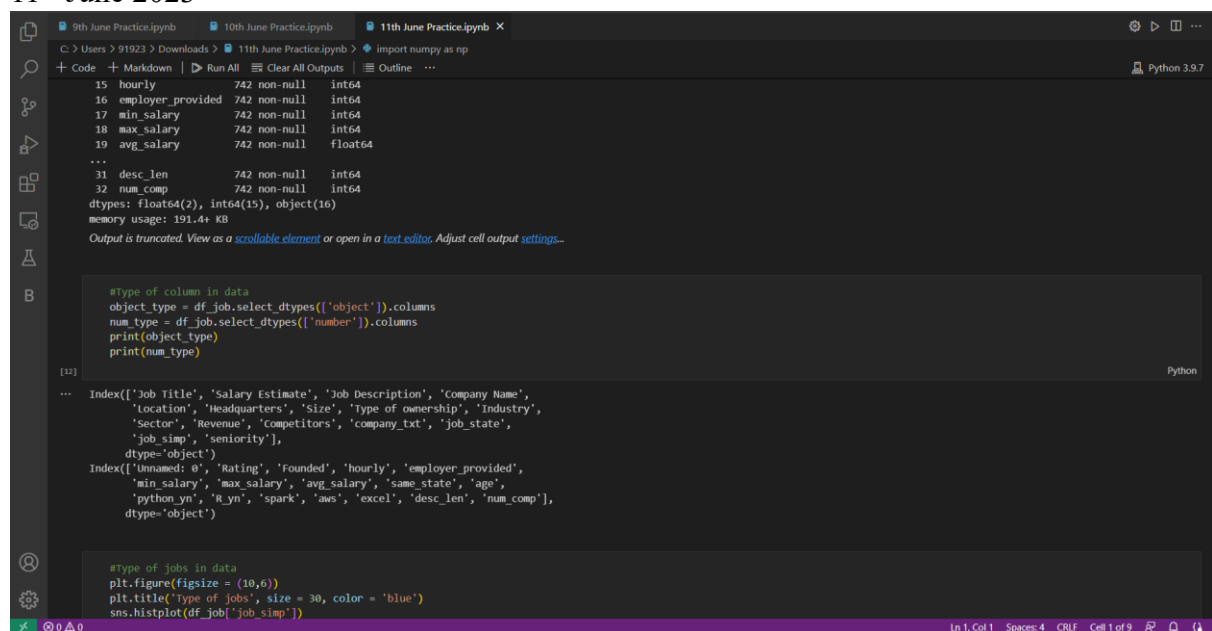 9th June Practice.ipynb 10th June Practice.ipynb 11th June Practice.ipynb
C: > Users > 91923 > Downloads > 11th June Practice.ipynb > import numpy as np
+ Code + Markdown | Run All Clear All Outputs | Outline ...
Python 3.9.7
15 hourly 742 non-null int64
16 employer_provided 742 non-null int64
17 min_salary 742 non-null int64
18 max_salary 742 non-null int64
19 avg_salary 742 non-null float64
...
31 desc_len 742 non-null int64
32 num_comp 742 non-null int64
dtypes: float64(2), int64(15), object(16)
memory usage: 191.4+ KB
Output is truncated. View as a scrollable element or open in a text editor. Adjust cell output settings...
#Type of column in data
object_type = df_job.select_dtypes(['object']).columns
num_type = df_job.select_dtypes(['number']).columns
print(object_type)
print(num_type)
[12]
Python
... Index(['Job Title', 'Salary Estimate', 'Job Description', 'Company Name',
'Location', 'Headquarters', 'Size', 'Type of ownership', 'Industry',
'Sector', 'Revenue', 'Competitors', 'company_txt', 'job_state',
'job_simp', 'seniority'],
dtype='object')
Index(['Unnamed: 0', 'Rating', 'Founded', 'hourly', 'employer_provided',
'min_salary', 'max_salary', 'avg_salary', 'same_state', 'age',
'python_yn', 'R_yn', 'spark', 'aws', 'excel', 'desc_len', 'num_comp'],
dtype='object')
#Type of jobs in data
plt.figure(figsize = (10,6))
plt.title('Type of jobs', size = 30, color = 'blue')
sns.histplot(df_job['job_simp'])
0 0 Ln 1, Col 1 Spaces: 4 CRLF Cell 1 of 9